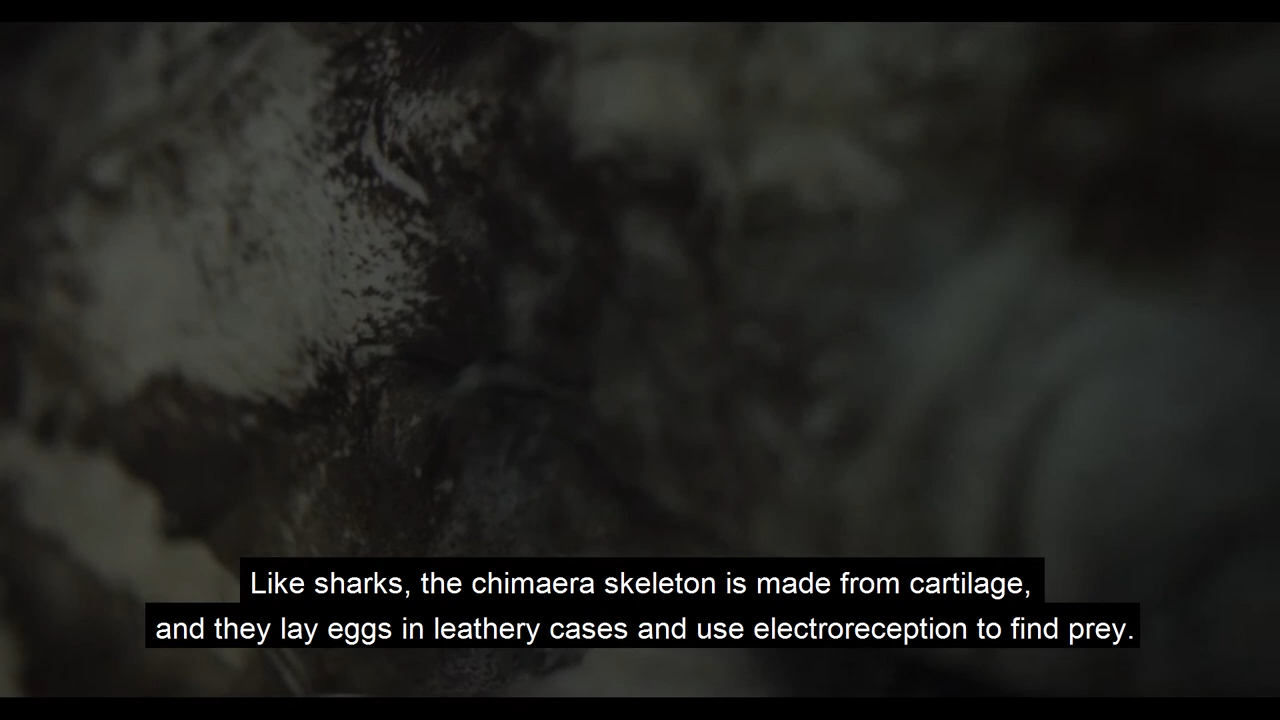 Like sharks, the chimaera skeleton is made from cartilage,
and they lay eggs in leathery cases and use electroreception to find prey.